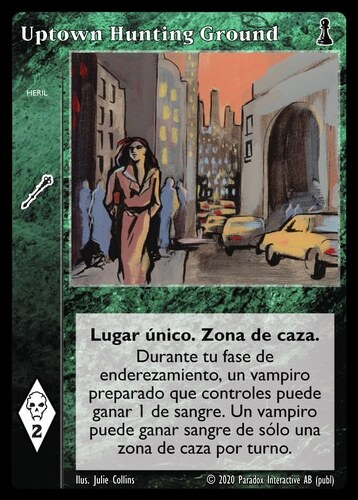 Uptown Hunting Ground
HERIL
Lugar único. Zona de caza.
Durante tu fase de
enderezamiento, un vampiro
preparado que controles puede
ganar 1 de sangre. Un vampiro
puede ganar sangre de sólo una
zona de caza por turno.
2
Ilus. Julie Collins
© 2020 Paradox Interactive AB (publ)